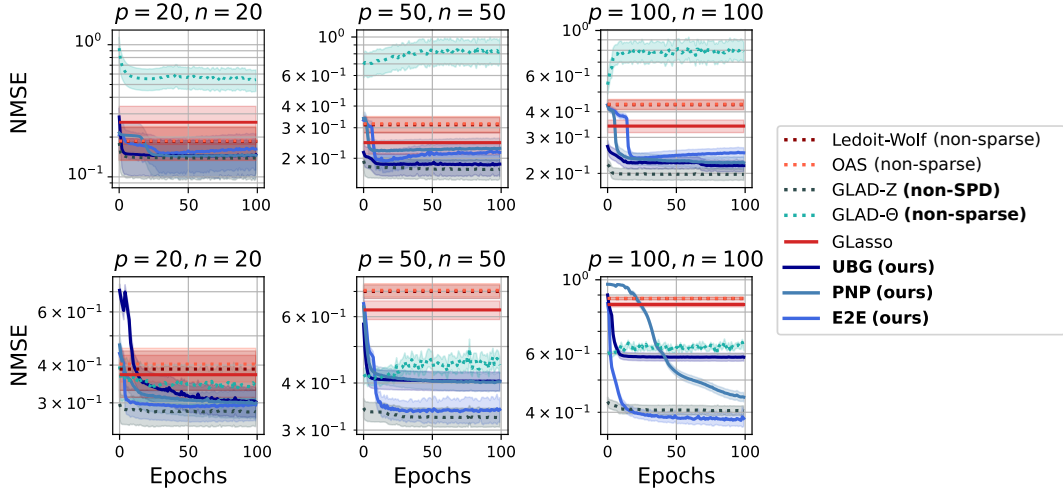 p = 20, n = 20
p = 50, n = 50
p = 100, n = 100
NMSE
10⁰
10⁻¹
0
50
100
10⁰
6 × 10⁻¹
4 × 10⁻¹
3 × 10⁻¹
2 × 10⁻¹
0
50
100
10⁰
6 × 10⁻¹
4 × 10⁻¹
3 × 10⁻¹
2 × 10⁻¹
0
50
100
p = 20, n = 20
p = 50, n = 50
p = 100, n = 100
NMSE
6 × 10⁻¹
4 × 10⁻¹
3 × 10⁻¹
0
50
100
Epochs
6 × 10⁻¹
4 × 10⁻¹
3 × 10⁻¹
0
50
100
Epochs
10⁰
6 × 10⁻¹
4 × 10⁻¹
0
50
100
Epochs
Ledoit-Wolf (non-sparse)
OAS (non-sparse)
GLAD-Z (non-SPD)
GLAD-Θ (non-sparse)
GLasso
UBG (ours)
PNP (ours)
E2E (ours)